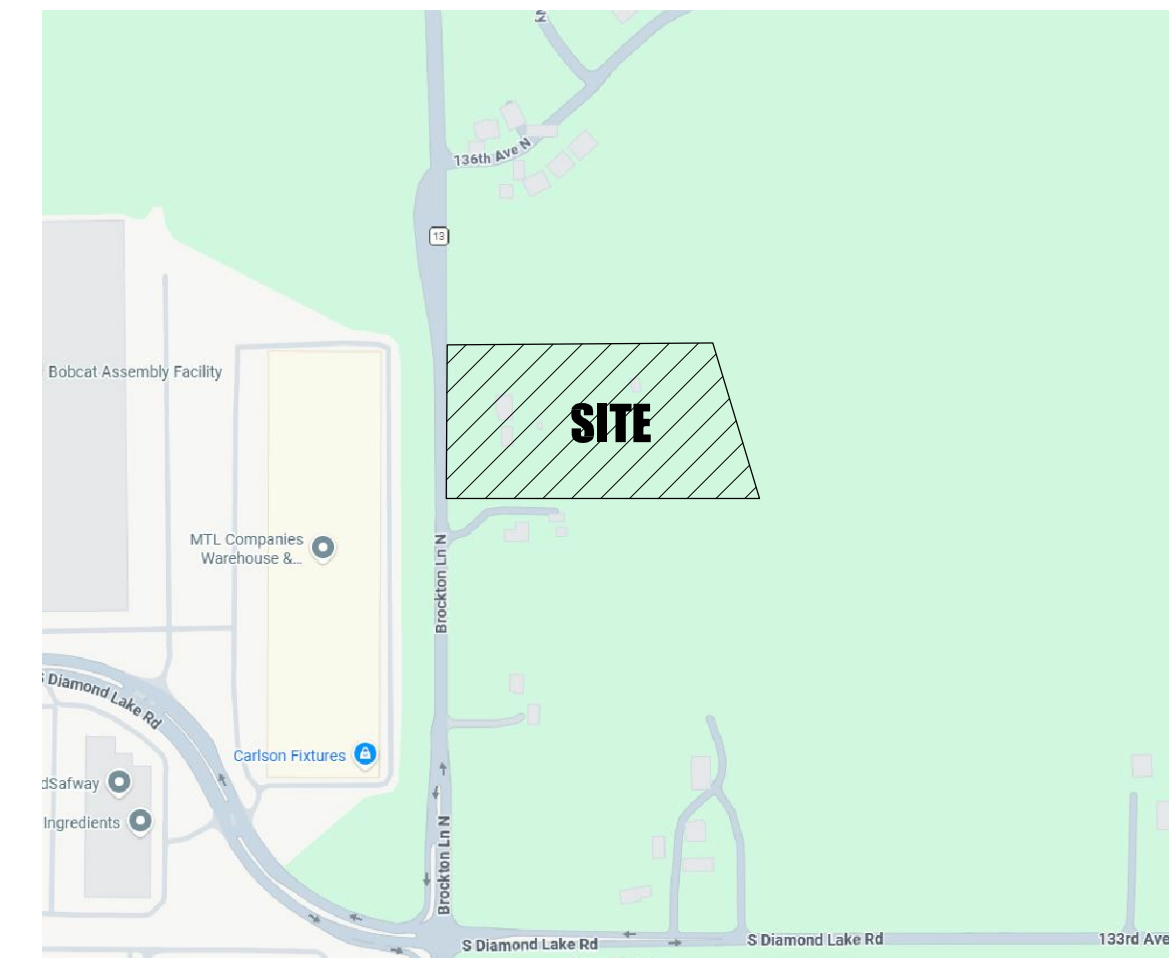 136th Ave N
13
Bobcat Assembly Facility
SITE
MTL Companies
Warehouse &...
Brockton Ln N
S Diamond Lake Rd
Carlson Fixtures
dSafway
Ingredients
Brockton Ln N
S Diamond Lake Rd
S Diamond Lake Rd
133rd Ave